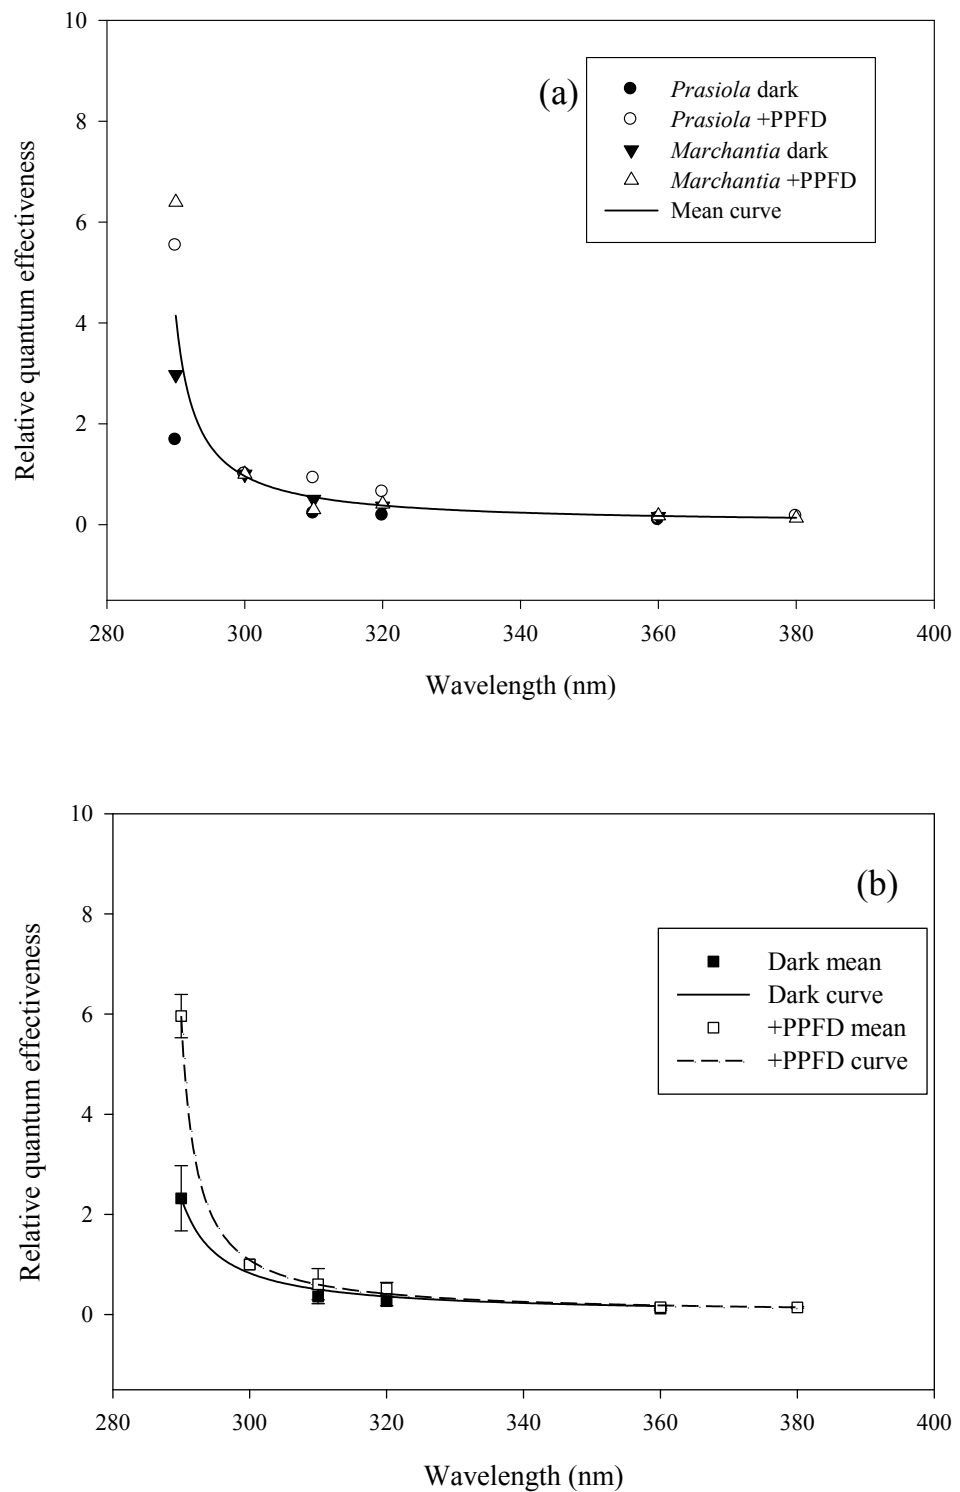 10
(a)
Prasiola dark
Prasiola +PPFD
8
Marchantia dark
Marchantia +PPFD
Mean curve
6
4
2
0
Relative quantum effectiveness
280 300 320 340 360 380 400
Wavelength (nm)
10
(b)
8
Dark mean
Dark curve
6
+PPFD mean
+PPFD curve
4
2
0
Relative quantum effectiveness
280 300 320 340 360 380 400
Wavelength (nm)